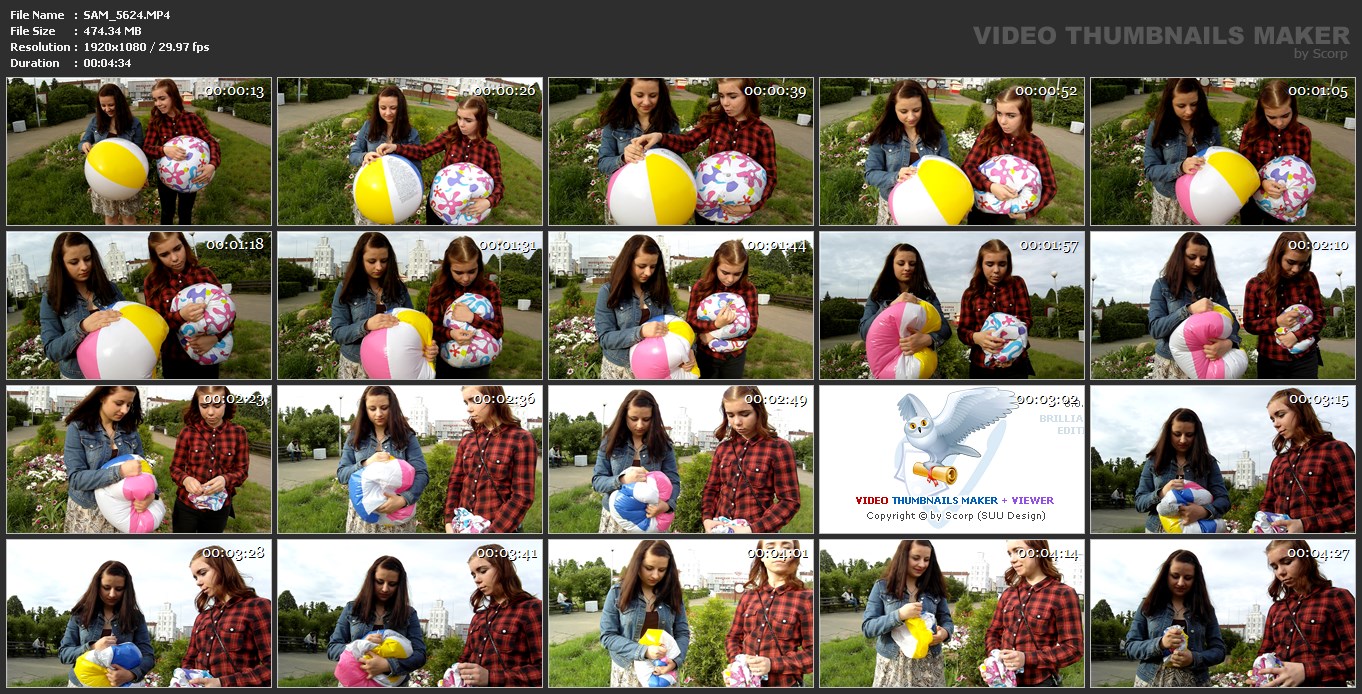 File Name : SAM_5624.MP4
File Size : 474.34 MB
Resolution : 1920x1080 / 29.97 fps
Duration : 00:04:34
VIDEO THUMBNAILS MAKER
by Scorp
00:00:13
00:00:26
00:00:39
00:00:52
00:01:05
00:01:18
00:01:31
00:01:44
00:01:57
00:02:10
00:02:23
00:02:36
00:02:49
00:03:02
BRILLIA
EDIT
VIDEO THUMBNAILS MAKER + VIEWER
Copyright © by Scorp (SUU Design)
00:03:15
00:03:28
00:03:41
00:04:01
00:04:14
00:04:27